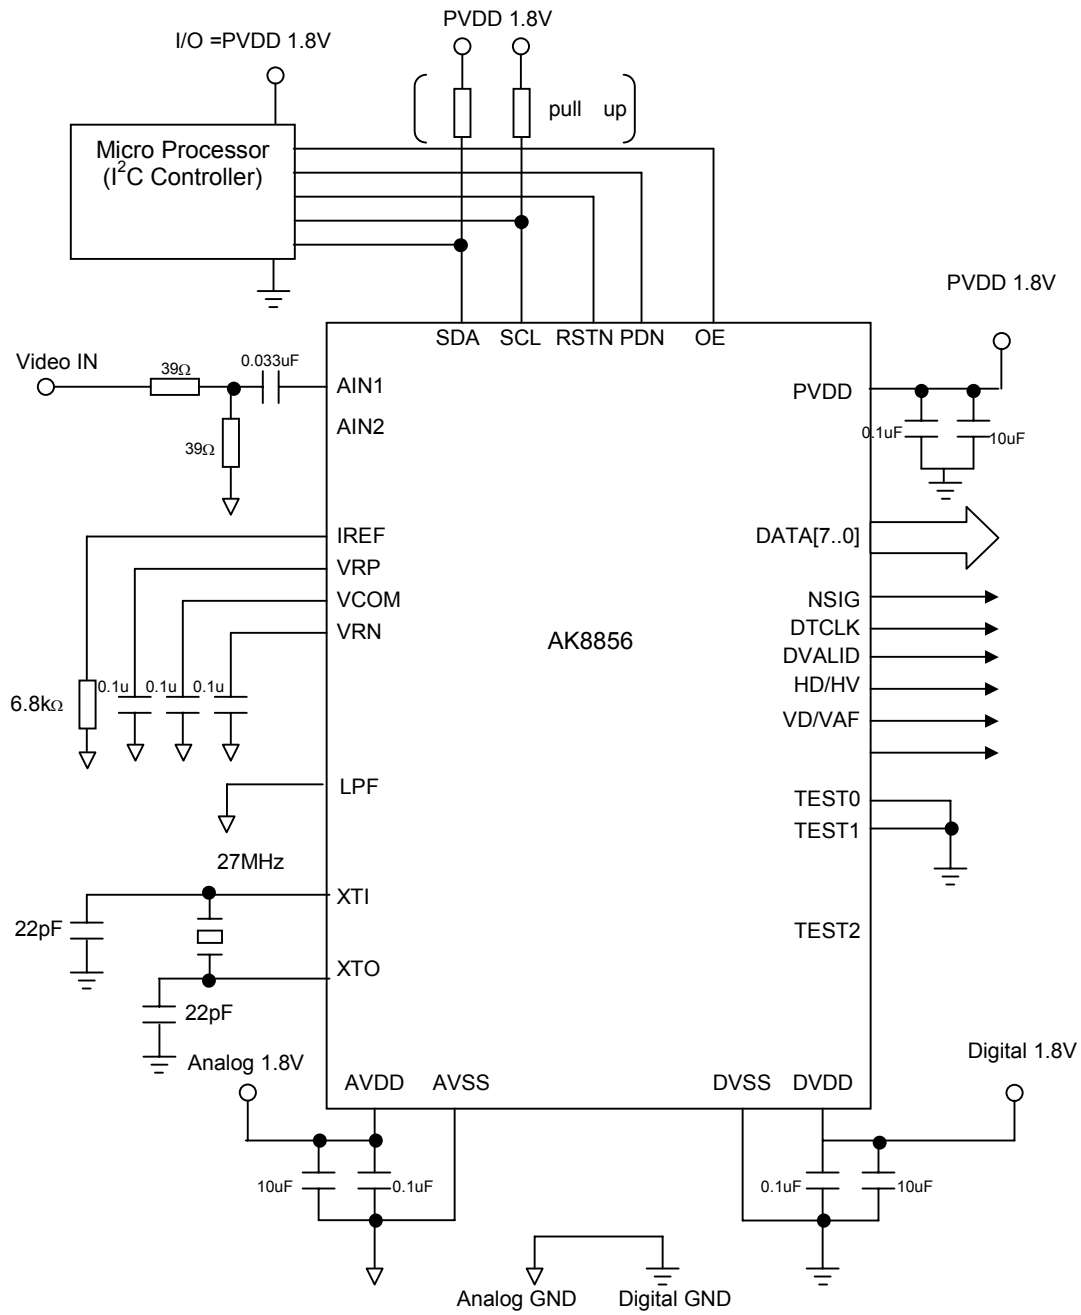 PVDD 1.8V
I/O =PVDD 1.8V
pull up
Micro Processor
(I²C Controller)
PVDD 1.8V
SDA SCL RSTN PDN OE
Video IN
39Ω
0.033uF
AIN1
PVDD
AIN2
39Ω
0.1uF
10uF
IREF
DATA[7..0]
VRP
VCOM
NSIG
VRN
DTCLK
AK8856
DVALID
0.1u 0.1u 0.1u
HD/HV
6.8kΩ
VD/VAF
LPF
TEST0
TEST1
27MHz
XTI
22pF
TEST2
XTO
22pF
Analog 1.8V
Digital 1.8V
AVDD AVSS DVSS DVDD
10uF 0.1uF 0.1uF 10uF
Analog GND Digital GND